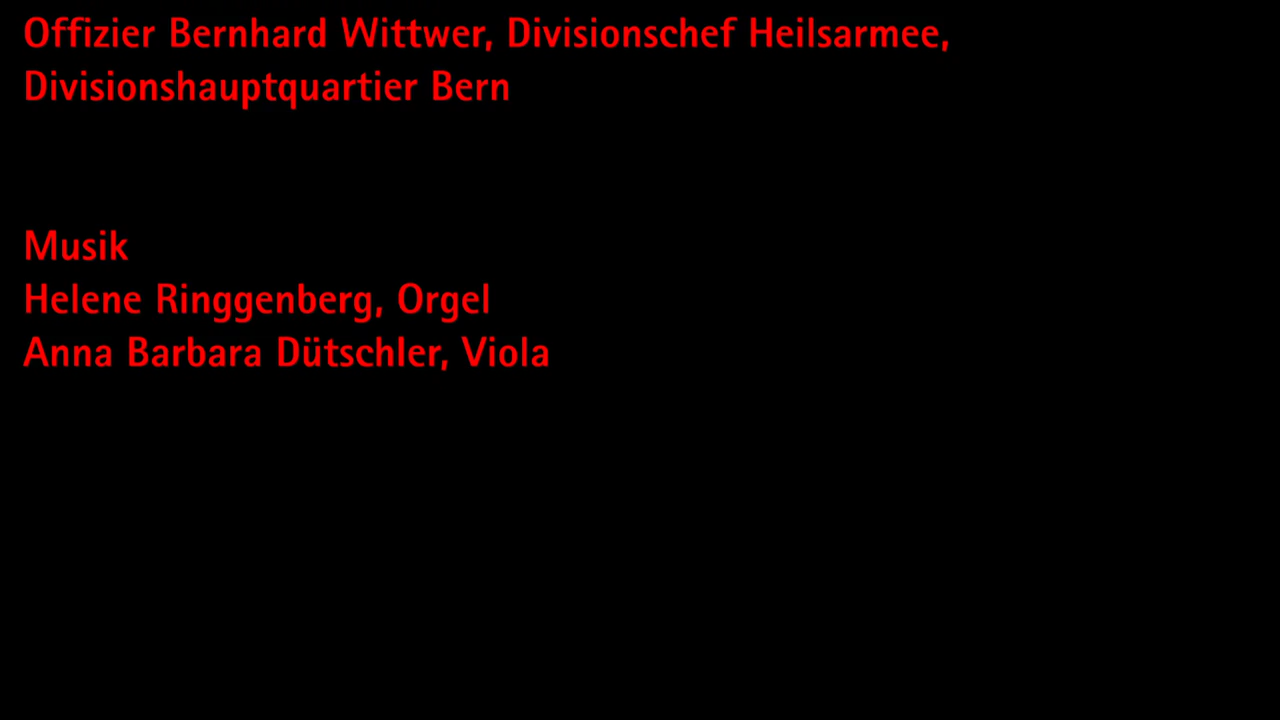 Offizier Bernhard Wittwer, Divisionschef Heilsarmee,
Divisionshauptquartier Bern
Musik
Helene Ringgenberg, Orgel
Anna Barbara Dütschler, Viola